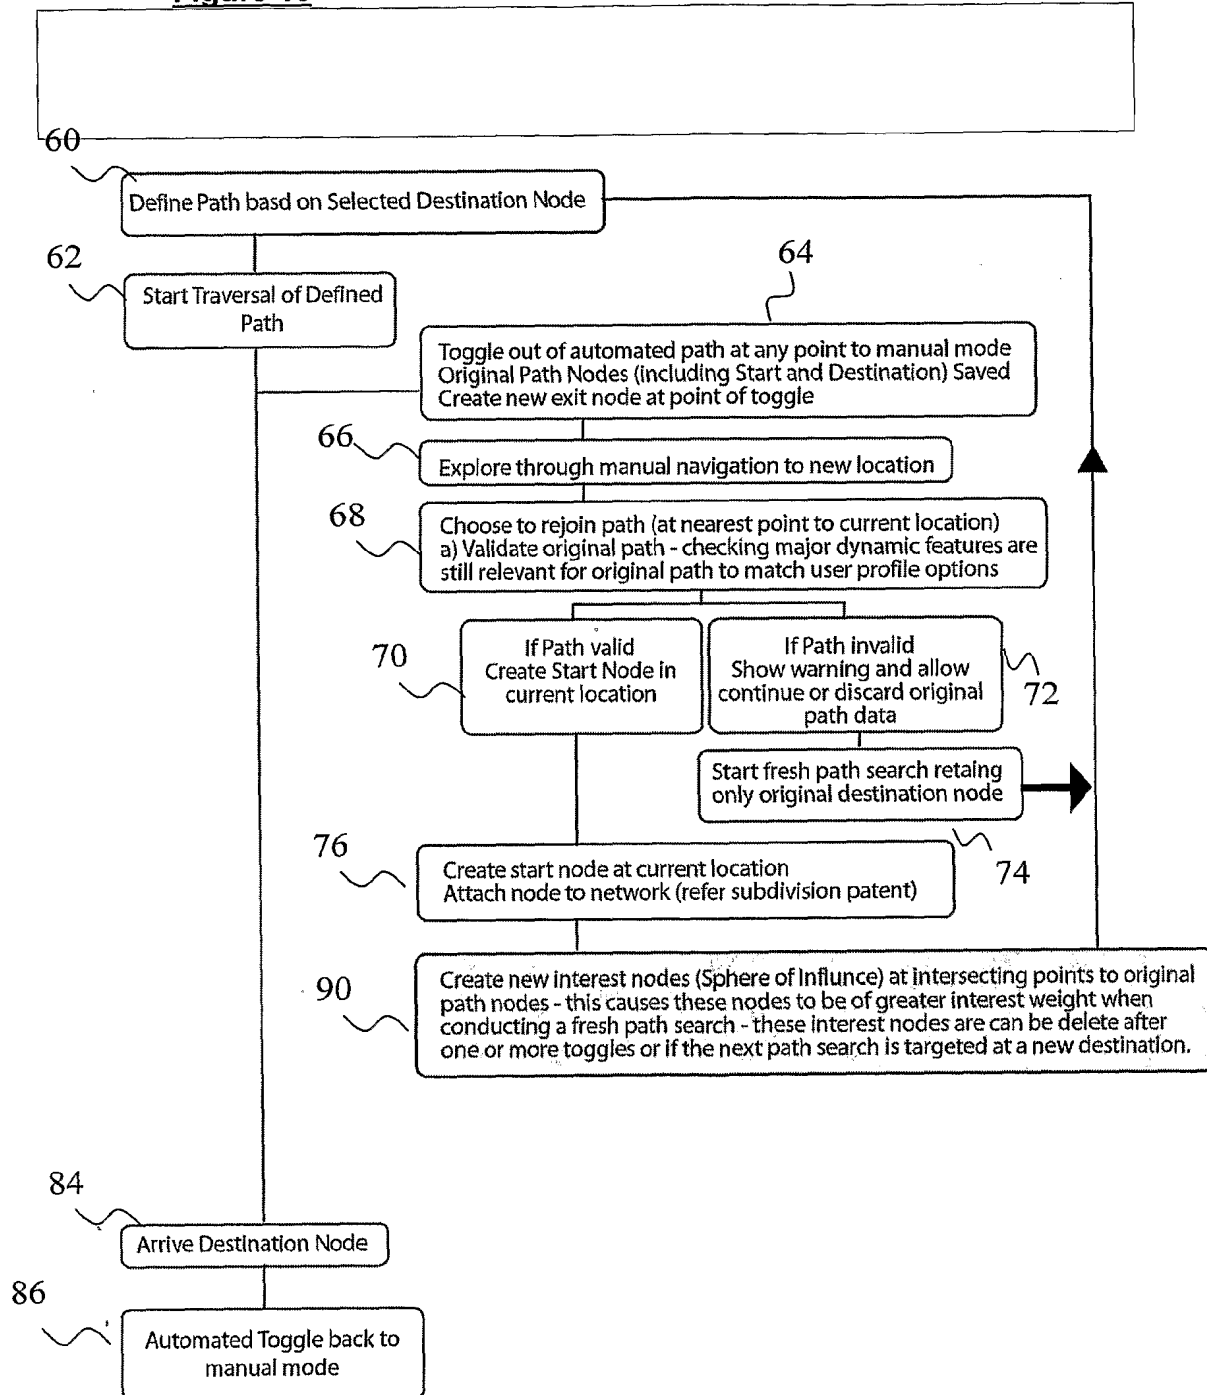 60
Define Path basd on Selected Destination Node
62
Start Traversal of Defined
Path
64
Toggle out of automated path at any point to manual mode
Original Path Nodes (including Start and Destination) Saved
Create new exit node at point of toggle
66
Explore through manual navigation to new location
68
Choose to rejoin path (at nearest point to current location)
a) Validate original path - checking major dynamic features are
still relevant for original path to match user profile options
70
If Path valid
Create Start Node in
current location
If Path invalid
Show warning and allow
continue or discard original
path data
72
Start fresh path search retaing
only original destination node
74
76
Create start node at current location
Attach node to network (refer subdivision patent)
90
Create new interest nodes (Sphere of Influnce) at intersecting points to original
path nodes - this causes these nodes to be of greater interest weight when
conducting a fresh path search - these interest nodes are can be delete after
one or more toggles or if the next path search is targeted at a new destination.
84
Arrive Destination Node
86
Automated Toggle back to
manual mode